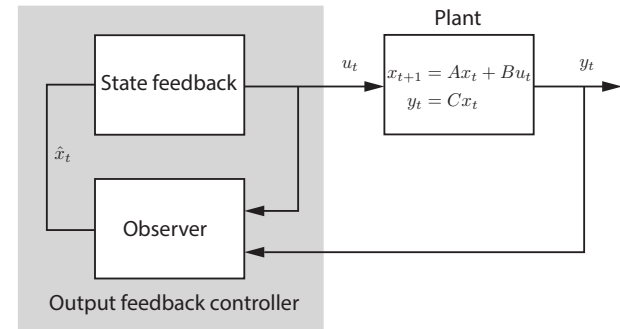 Plant
State feedback
u_t
x_{t+1} = Ax_t + Bu_t
y_t = Cx_t
y_t
x̂_t
Observer
Output feedback controller